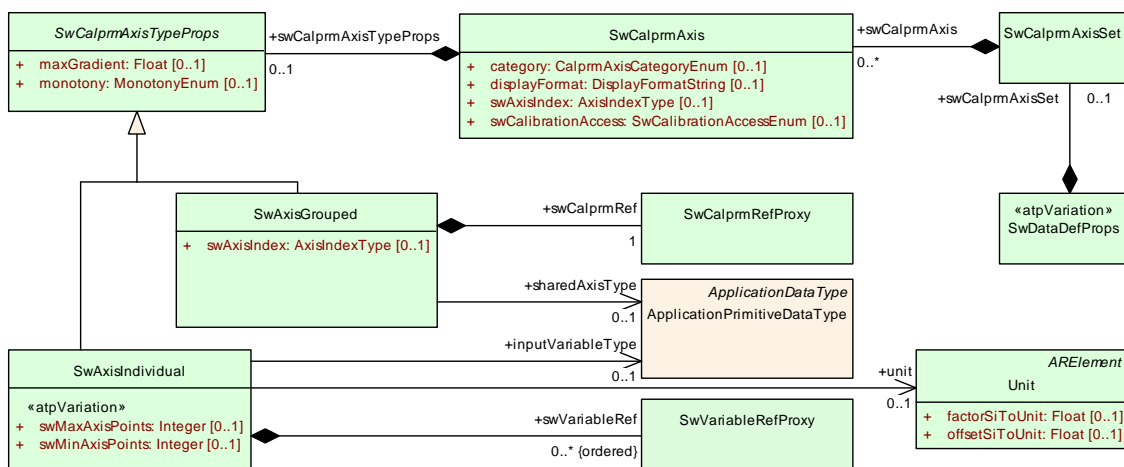 SwCalprmAxisTypeProps
+ maxGradient: Float [0..1]
+ monotony: MonotonyEnum [0..1]
+swCalprmAxisTypeProps
0..1
SwCalprmAxis
+ category: CalprmAxisCategoryEnum [0..1]
+ displayFormat: DisplayFormatString [0..1]
+ swAxisIndex: AxisIndexType [0..1]
+ swCalibrationAccess: SwCalibrationAccessEnum [0..1]
+swCalprmAxis
0..*
SwCalprmAxisSet
+swCalprmAxisSet
0..1
«atpVariation»
SwDataDefProps
SwAxisGrouped
+ swAxisIndex: AxisIndexType [0..1]
+swCalprmRef
1
SwCalprmRefProxy
+sharedAxisType
0..1
ApplicationDataType
ApplicationPrimitiveDataType
+inputVariableType
0..1
SwAxisIndividual
«atpVariation»
+ swMaxAxisPoints: Integer [0..1]
+ swMinAxisPoints: Integer [0..1]
+unit
0..1
ARElement
Unit
+ factorSiToUnit: Float [0..1]
+ offsetSiToUnit: Float [0..1]
+swVariableRef
0..* {ordered}
SwVariableRefProxy